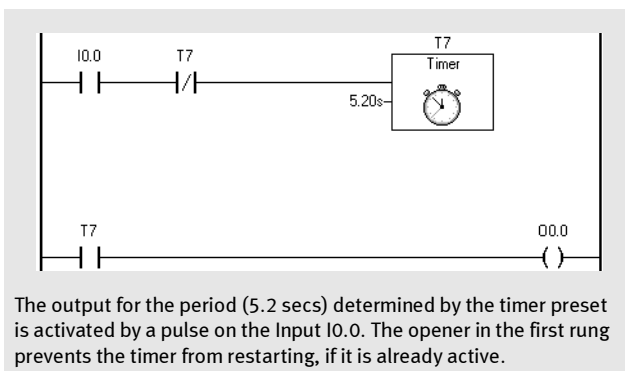 I0.0 T7 T7
Timer
5.20s
T7 O0.0
The output for the period (5.2 secs) determined by the timer preset
is activated by a pulse on the Input I0.0. The opener in the first rung
prevents the timer from restarting, if it is already active.